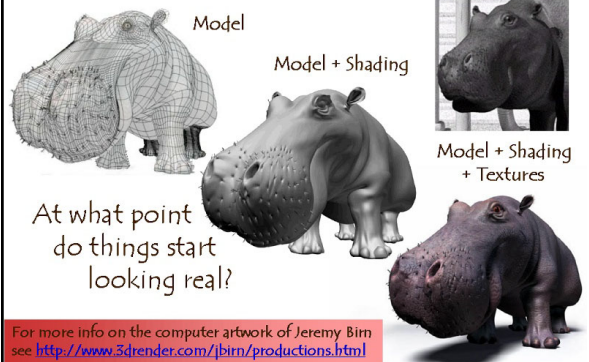 Model
Model + Shading
Model + Shading
+ Textures
At what point
do things start
looking real?
For more info on the computer artwork of Jeremy Birn
see http://www.3drender.com/jbirn/productions.html